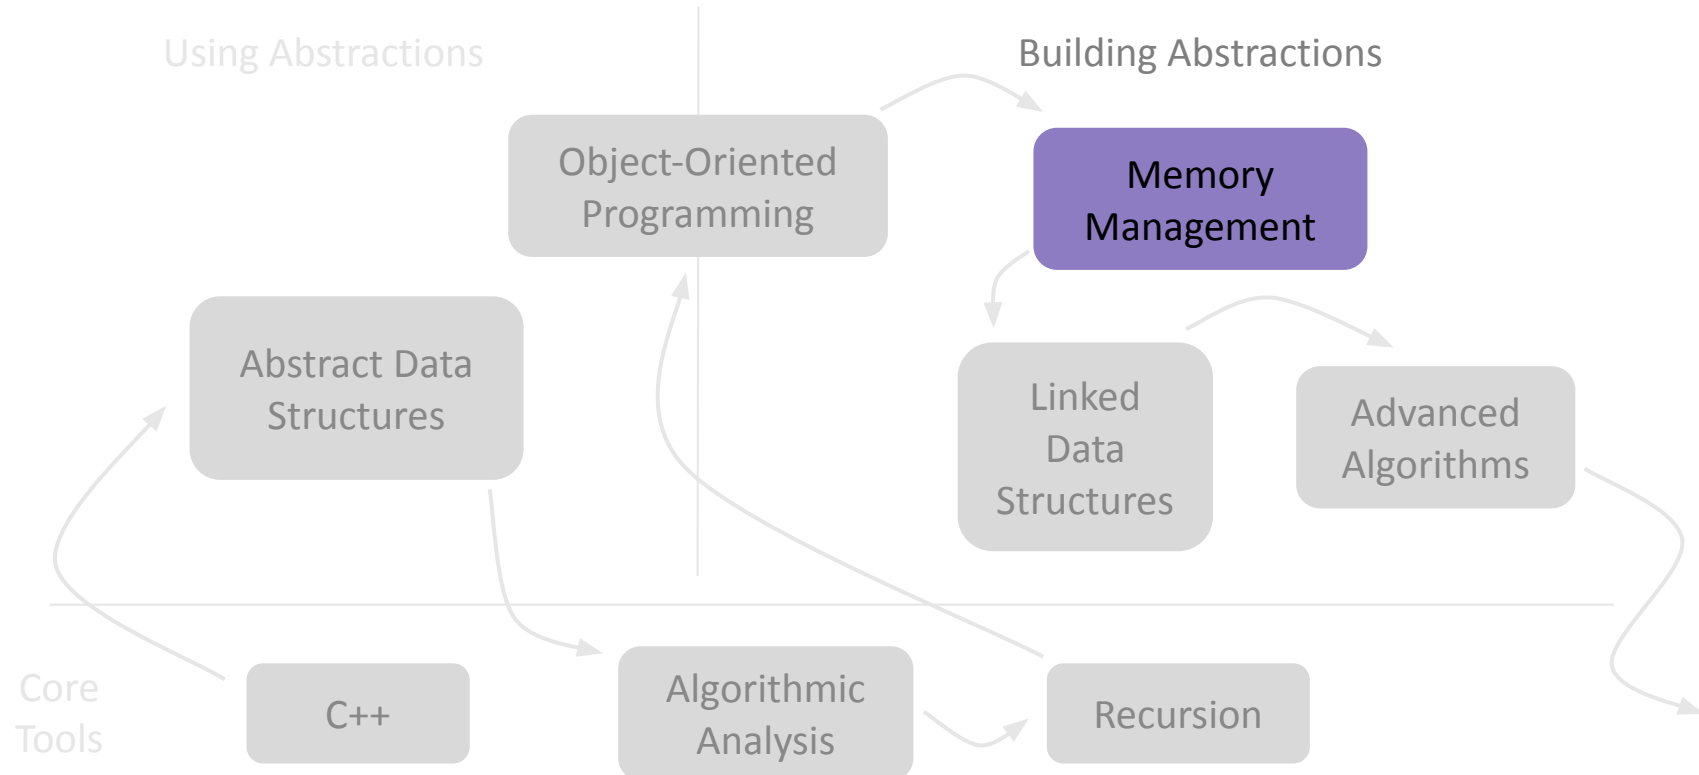 Using Abstractions
Building Abstractions
Object-Oriented
Programming
Memory
Management
Abstract Data
Structures
Linked
Data
Structures
Advanced
Algorithms
Core
Tools
C++
Algorithmic
Analysis
Recursion